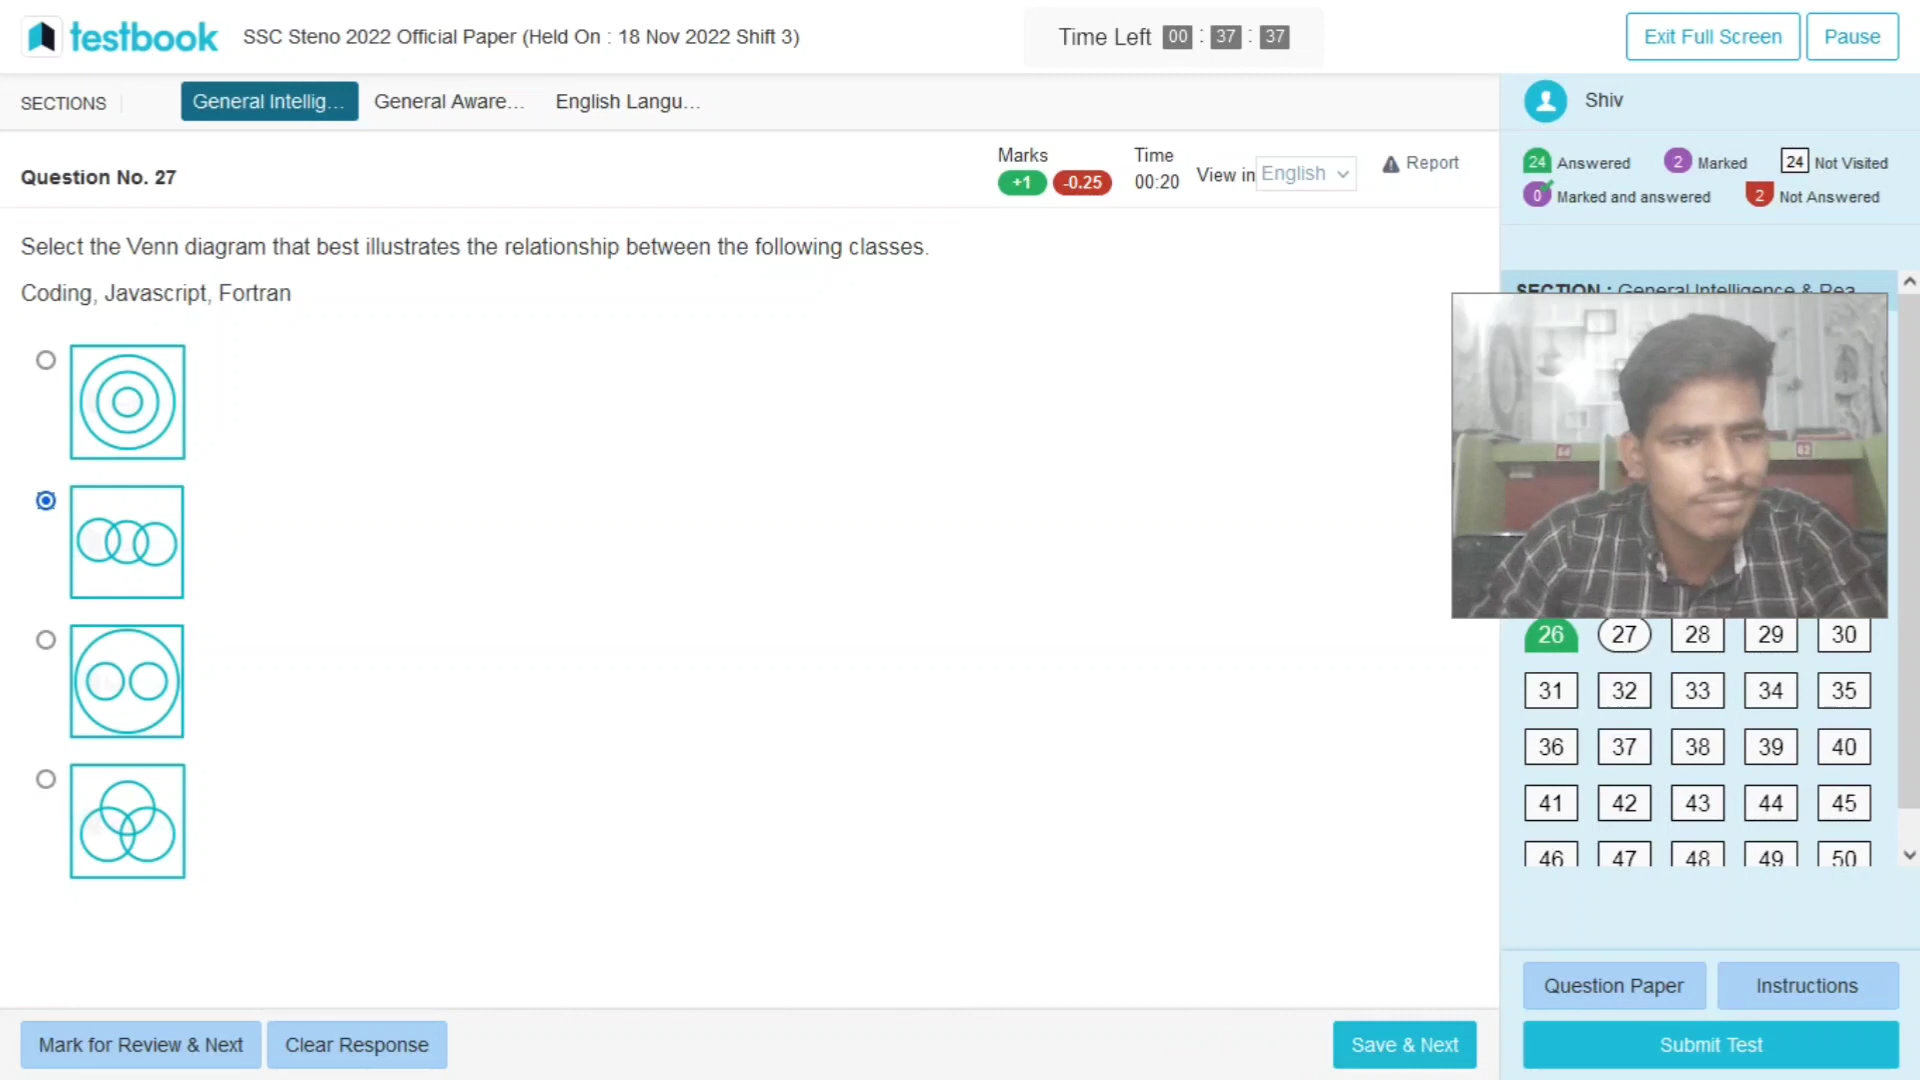 testbook SSC Steno 2022 Official Paper (Held On : 18 Nov 2022 Shift 3) Time Left 00 : 37 : 37 Exit Full Screen Pause
SECTIONS General Intellig... General Aware... English Langu...
Shiv
Question No. 27
Marks
+1 -0.25
Time
00:20
View in English
Report
24 Answered 2 Marked 24 Not Visited
0 Marked and answered 2 Not Answered
Select the Venn diagram that best illustrates the relationship between the following classes.
Coding, Javascript, Fortran
SECTION : General Intelligence & Rea
26 27 28 29 30
31 32 33 34 35
36 37 38 39 40
41 42 43 44 45
46 47 48 49 50
Question Paper Instructions
Mark for Review & Next Clear Response Save & Next Submit Test